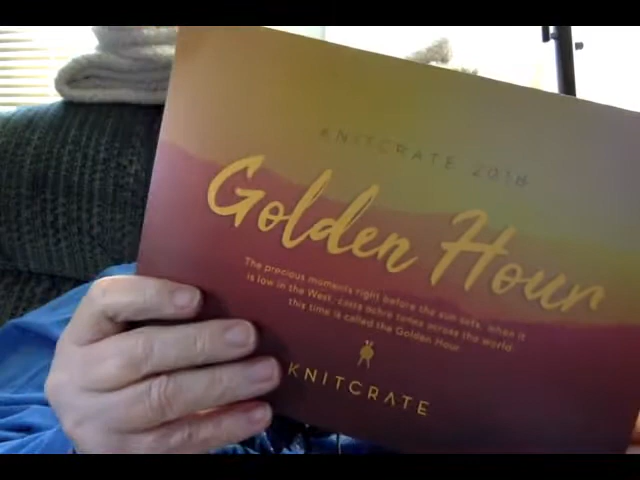 KNITCRATE 2018
Golden Hour
The precious moments right before the sun sets, when it
is low in the West, casts ochre tones across the world
this time is called the Golden Hour.
KNITCRATE